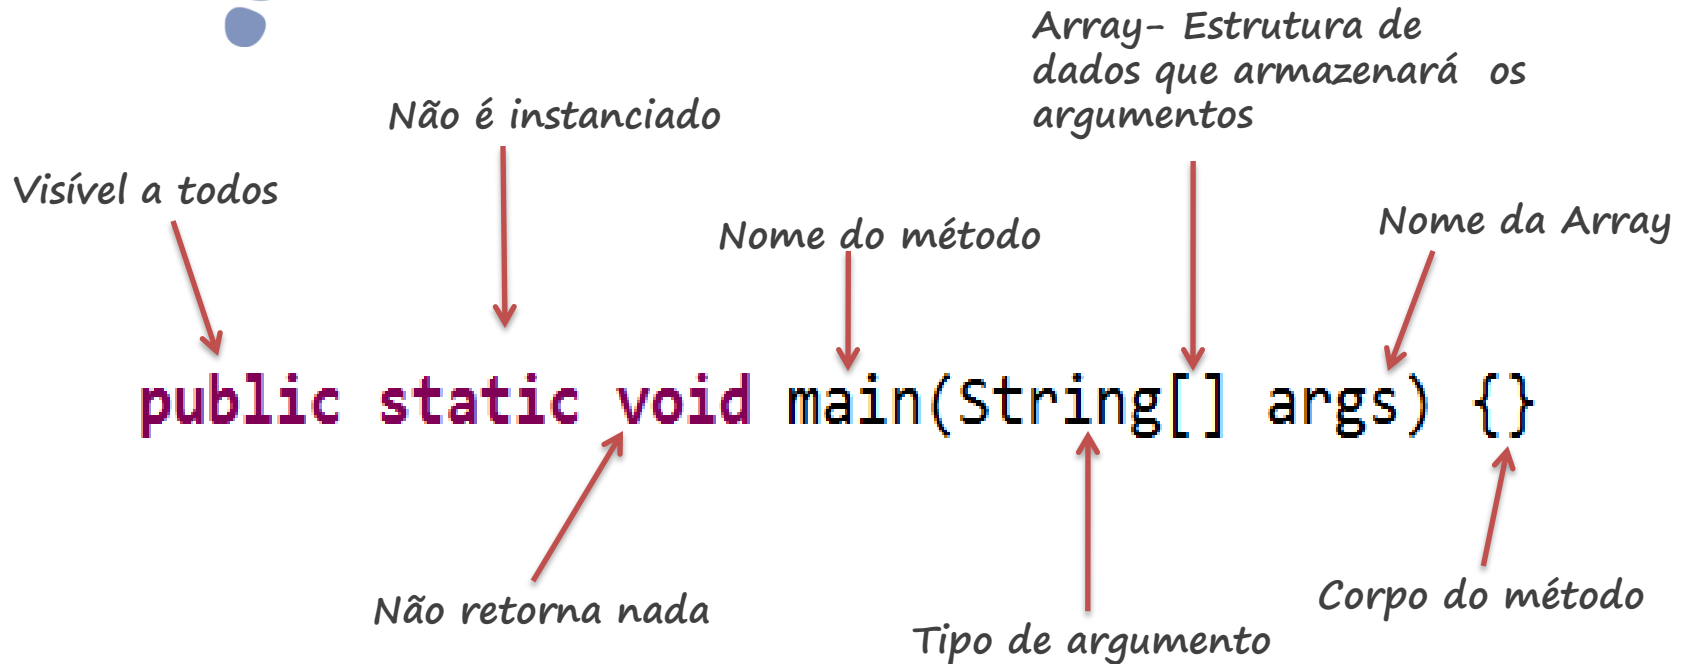 Array- Estrutura de
dados que armazenará os
argumentos
Não é instanciado
Visível a todos
Nome do método
Nome da Array
public static void main(String[] args) {}
Não retorna nada
Tipo de argumento
Corpo do método